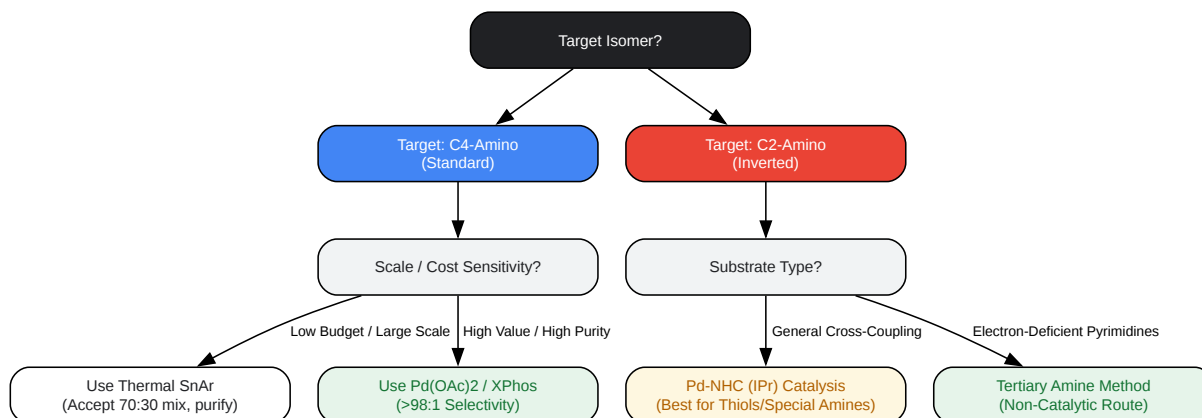 Target Isomer?
Target: C4-Amino
(Standard)
Target: C2-Amino
(Inverted)
Scale / Cost Sensitivity?
Substrate Type?
Low Budget / Large Scale
High Value / High Purity
General Cross-Coupling
Electron-Deficient Pyrimidines
Use Thermal SnAr
(Accept 70:30 mix, purify)
Use Pd(OAc)2 / XPhos
(>98:1 Selectivity)
Pd-NHC (IPr) Catalysis
(Best for Thiols/Special Amines)
Tertiary Amine Method
(Non-Catalytic Route)